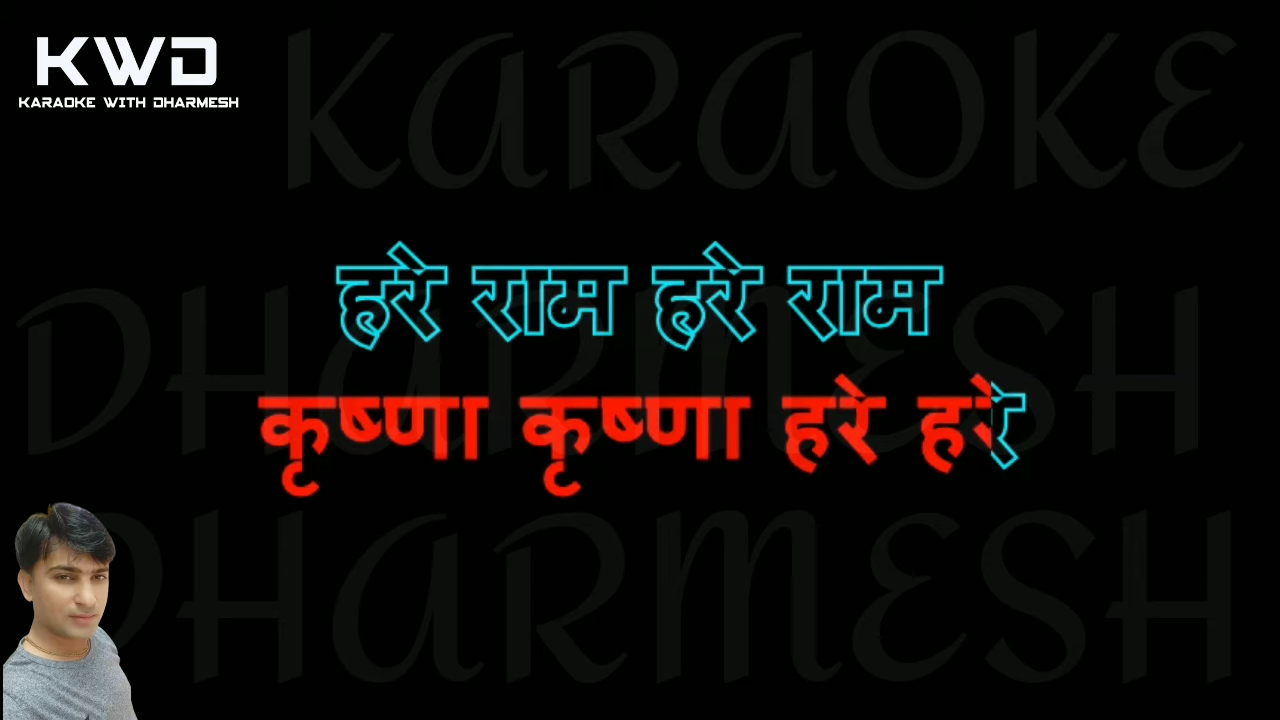 KWD
KARAOKE WITH DHARMESH
KARAOKE
हरे राम हरे राम
DHARMESH
कृष्णा कृष्णा हरे हरे
DHARMESH